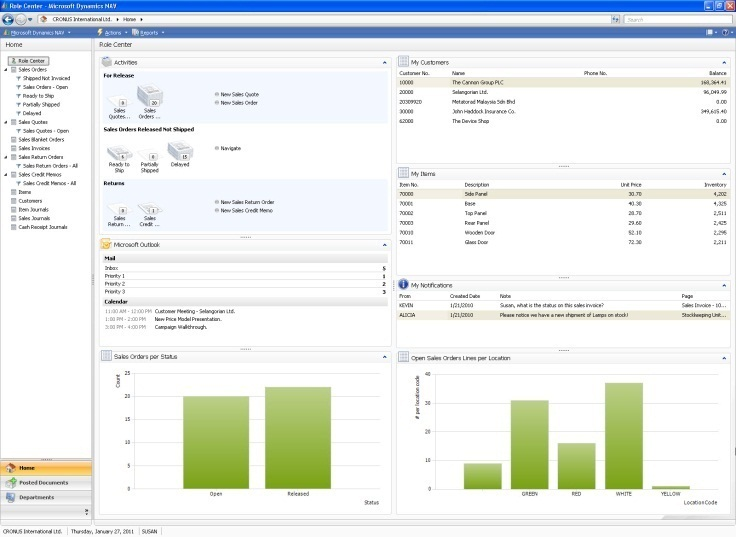 Role Center - Microsoft Dynamics NAV
CRONUS International Ltd. Home
Search
Microsoft Dynamics NAV Actions Reports
Home
Role Center
Sales Orders
Shipped Not Invoiced
Sales Orders - Open
Ready to Ship
Partially Shipped
Delayed
Sales Quotes
Sales Quotes - Open
Sales Blanket Orders
Sales Invoices
Sales Return Orders
Sales Return Orders - All
Sales Credit Memos
Sales Credit Memos - All
Items
Customers
Item Journals
Sales Journals
Cash Receipt Journals
Home
Posted Documents
Departments
Role Center
Activities
For Release
0 20
Sales Quotes... Sales Orders ...
New Sales Quote
New Sales Order
Sales Orders Released Not Shipped
0 15
Ready to Ship Partially Shipped Delayed
Navigate
Returns
0 1
Sales Return ... Sales Credit ...
New Sales Return Order
New Sales Credit Memo
Microsoft Outlook
Mail
Inbox 5
Priority 1 1
Priority 2 2
Priority 3 3
Calendar
11:00 AM - 12:00 PM Customer Meeting - Selangorian Ltd.
1:00 PM - 2:00 PM New Price Model Presentation.
3:00 PM - 4:00 PM Campaign Walkthrough.
Sales Orders per Status
Count
25
20
15
10
5
0
Open Released
Status
My Customers
Customer No. Name Phone No. Balance
10000 The Cannon Group PLC 168,364.41
20000 Selangorian Ltd. 96,049.99
20309920 Metatorad Malaysia Sdn Bhd 0.00
30000 John Haddock Insurance Co. 349,615.40
62000 The Device Shop 0.00
My Items
Item No. Description Unit Price Inventory
70000 Side Panel 30.70 4,202
70001 Base 40.30 4,325
70002 Top Panel 28.70 2,511
70003 Rear Panel 29.60 2,425
70010 Wooden Door 52.10 2,295
70011 Glass Door 72.30 2,211
My Notifications
From Created Date Note Page
KEVIN 1/21/2010 Susan, what is the status on this sales invoice? Sales Invoice - 10...
ALICIA 1/21/2010 Please notice we have a new shipment of Lamps on stock! Stockkeeping Unit...
Open Sales Orders Lines per Location
# per location code
40
30
20
10
0
GREEN RED WHITE YELLOW
Location Code
CRONUS International Ltd. Thursday, January 27, 2011 SUSAN